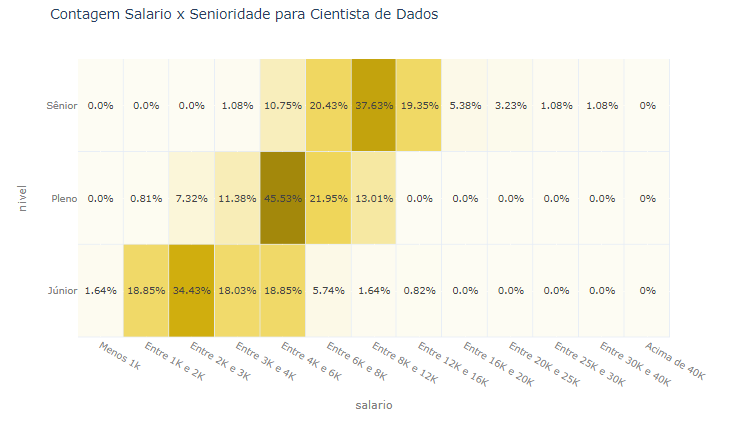 Contagem Salario x Senioridade para Cientista de Dados
nivel
Sênior 0.0% 0.0% 0.0% 1.08% 10.75% 20.43% 37.63% 19.35% 5.38% 3.23% 1.08% 1.08% 0%
Pleno 0.0% 0.81% 7.32% 11.38% 45.53% 21.95% 13.01% 0.0% 0.0% 0.0% 0.0% 0.0% 0%
Júnior 1.64% 18.85% 34.43% 18.03% 18.85% 5.74% 1.64% 0.82% 0.0% 0.0% 0.0% 0.0% 0%
Menos 1k
Entre 1K e 2K
Entre 2K e 3K
Entre 3K e 4K
Entre 4K e 6K
Entre 6K e 8K
Entre 8K e 12K
Entre 12K e 16K
Entre 16K e 20K
Entre 20K e 25K
Entre 25K e 30K
Entre 30K e 40K
Acima de 40K
salario